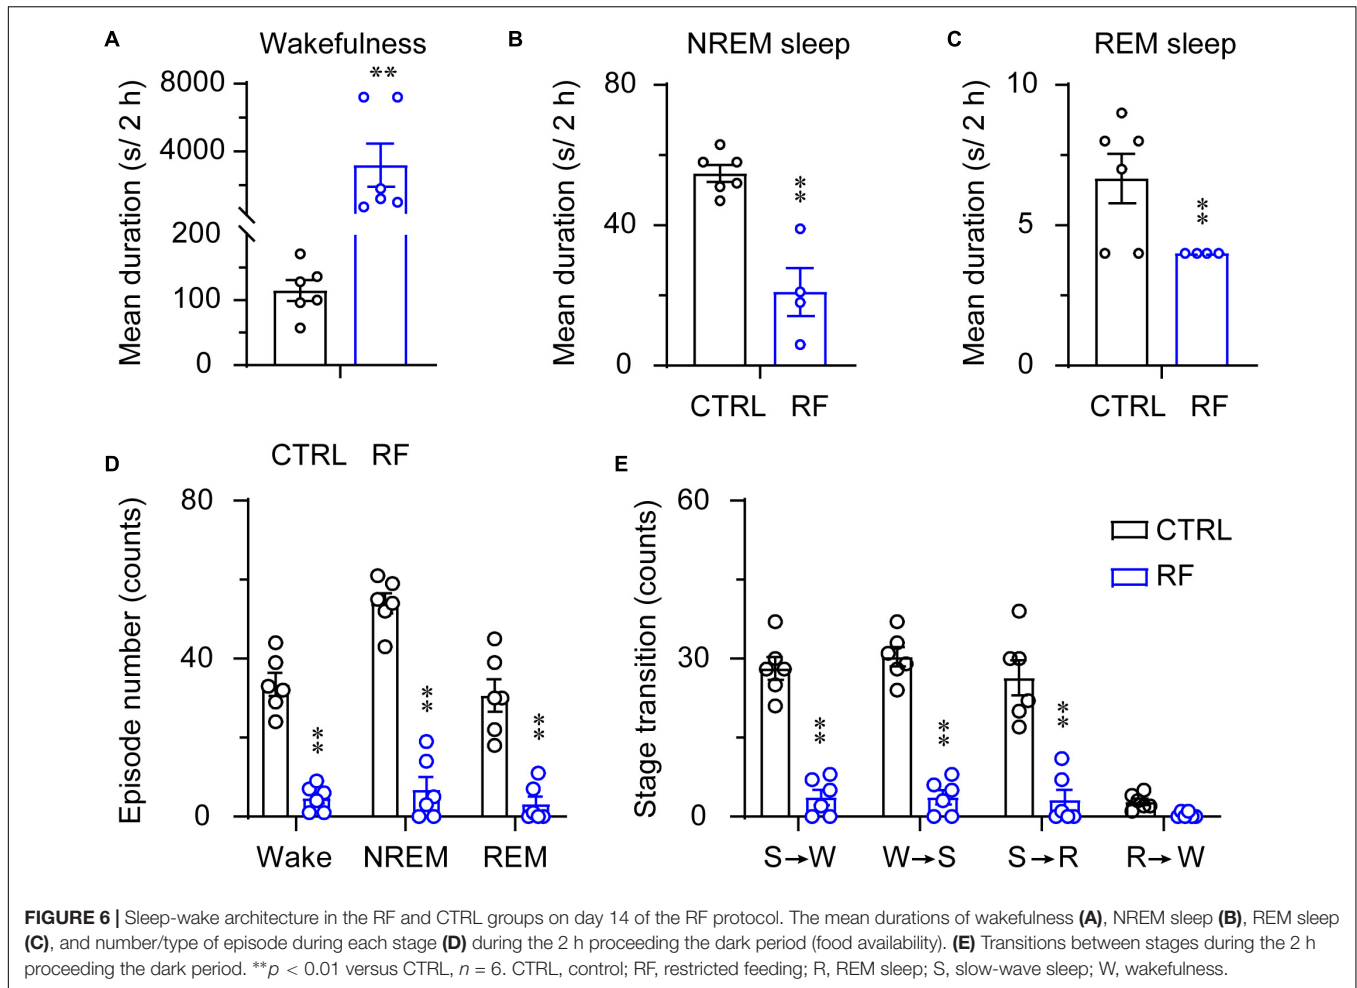 A Wakefulness
Mean duration (s/ 2 h)
8000
4000
200
100
0
**
CTRL RF
B NREM sleep
Mean duration (s/ 2 h)
80
40
0
**
CTRL RF
C REM sleep
Mean duration (s/ 2 h)
10
5
0
**
CTRL RF
D
Episode number (counts)
80
40
0
**
**
**
Wake NREM REM
E
Stage transition (counts)
60
30
0
**
**
**
S→W W→S S→R R→W
CTRL
RF
FIGURE 6 | Sleep-wake architecture in the RF and CTRL groups on day 14 of the RF protocol. The mean durations of wakefulness (A), NREM sleep (B), REM sleep
(C), and number/type of episode during each stage (D) during the 2 h proceeding the dark period (food availability). (E) Transitions between stages during the 2 h
proceeding the dark period. **p < 0.01 versus CTRL, n = 6. CTRL, control; RF, restricted feeding; R, REM sleep; S, slow-wave sleep; W, wakefulness.